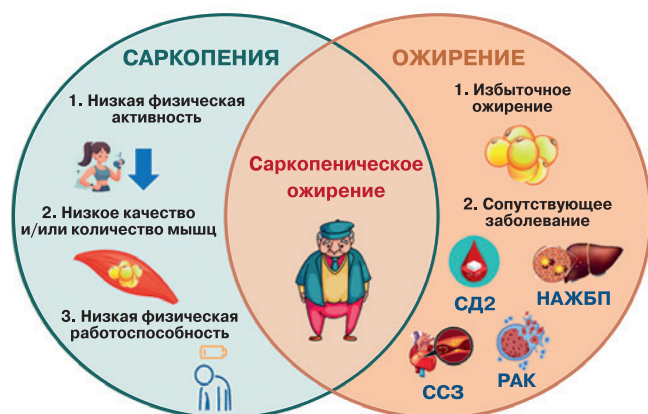 САРКОПЕНИЯ
1. Низкая физическая
активность
2. Низкое качество
и/или количество мышц
3. Низкая физическая
работоспособность
Саркопеническое
ожирение
ОЖИРЕНИЕ
1. Избыточное
ожирение
2. Сопутствующее
заболевание
СД2
НАЖБП
ССЗ
РАК